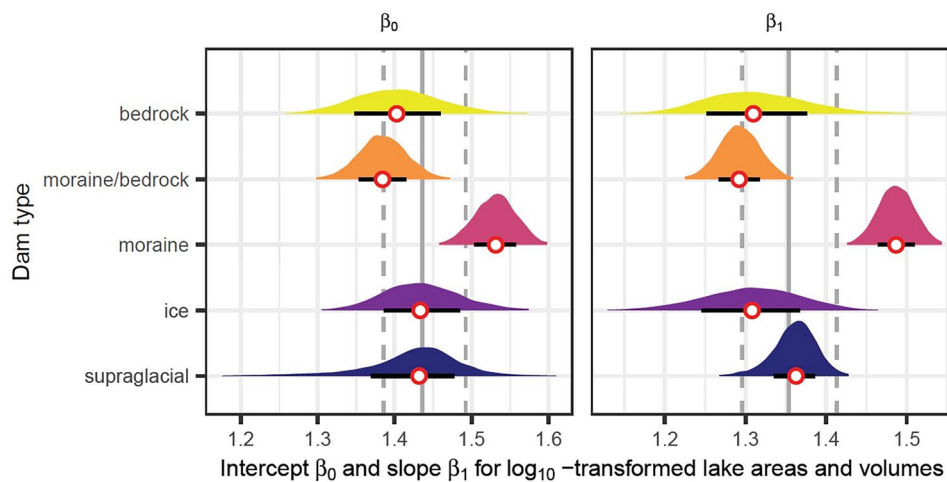 β₀
β₁
Dam type
bedrock
moraine/bedrock
moraine
ice
supraglacial
1.2 1.3 1.4 1.5 1.6
1.2 1.3 1.4 1.5
Intercept β₀ and slope β₁ for log₁₀ −transformed lake areas and volumes